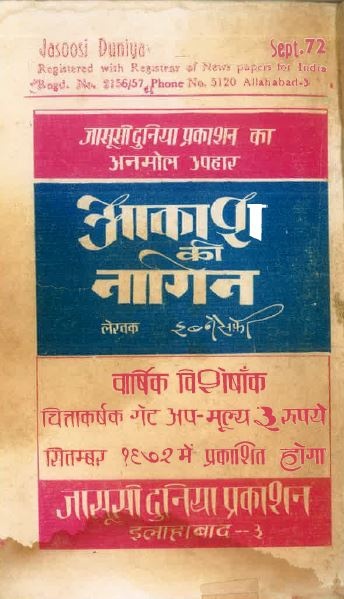 Jasoosi Duniya Sept. 72
Registered with Registrar of News papers for India
Regd. No. 2156/57, Phone No. 5120 Allahabad-3
जासूसी दुनिया प्रकाशन का
अनमोल उपहार
आकाश
की
नागिन
लेखक इब्ने सफ़ी
वार्षिक विशेषाँक
चित्ताकर्षक गेट अप-मूल्य ३ रुपये
सितम्बर १९७२ में प्रकाशित होगा
जासूसी दुनिया प्रकाशन
इलाहाबाद--३